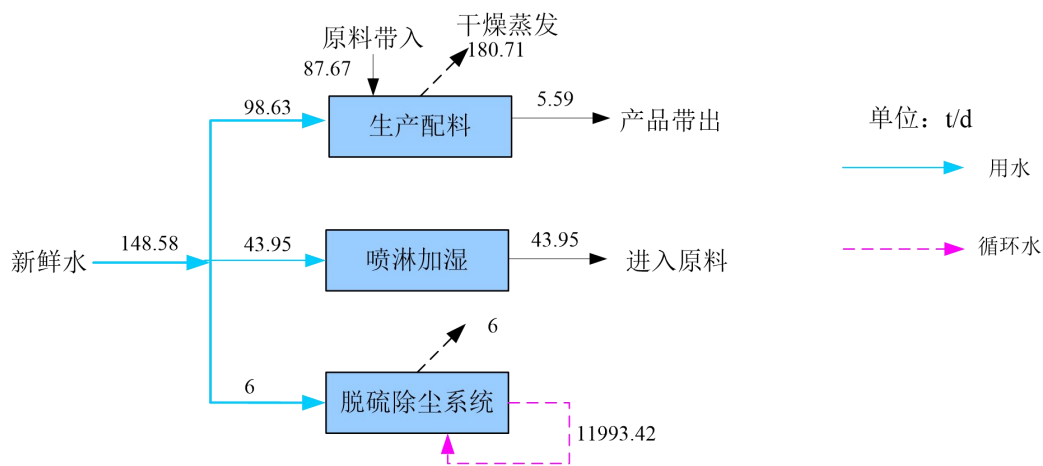 干燥蒸发
原料带入
180.71
87.67
98.63
生产配料
5.59
产品带出
单位：t/d
用水
新鲜水
148.58
43.95
喷淋加湿
43.95
进入原料
循环水
6
6
脱硫除尘系统
11993.42